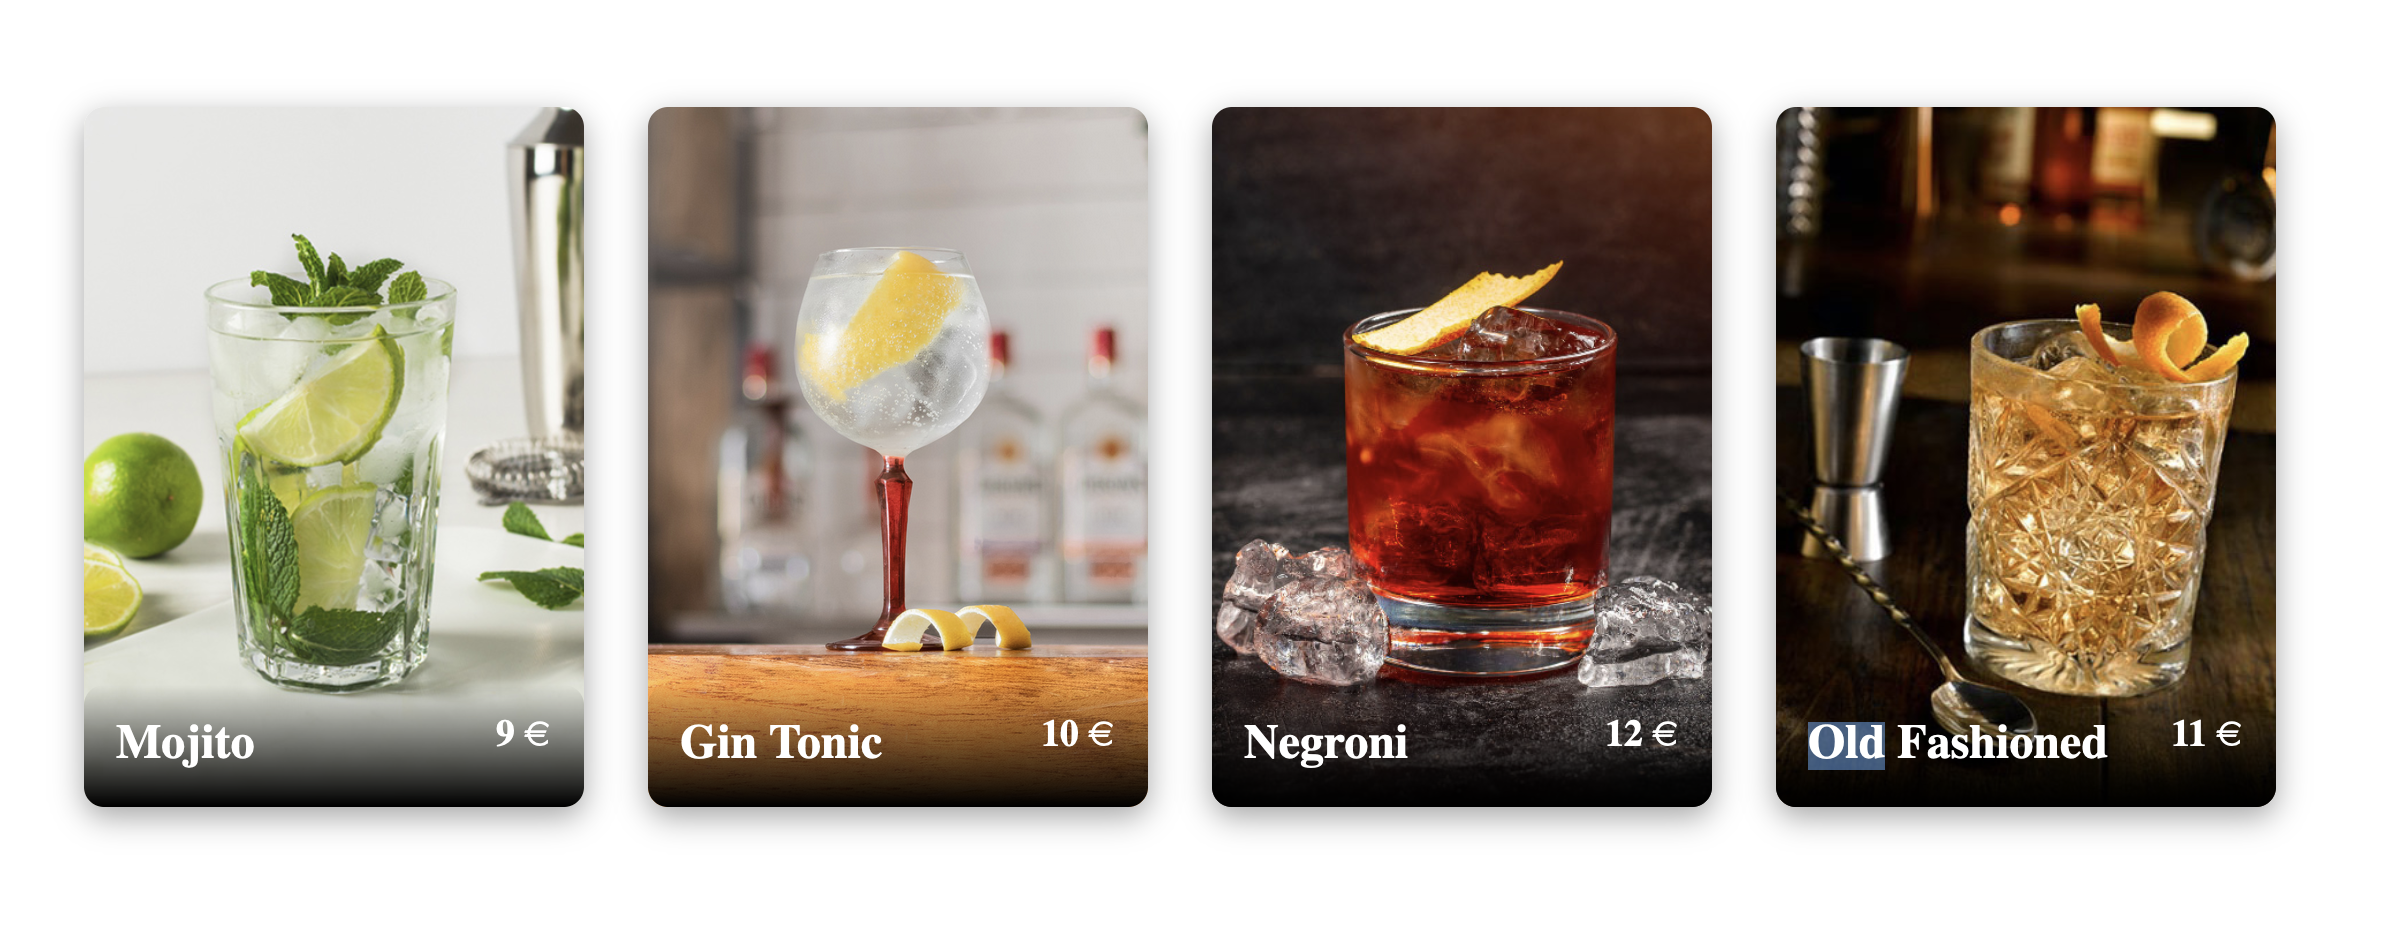 Mojito 9 €
Gin Tonic 10 €
Negroni 12 €
Old Fashioned 11 €